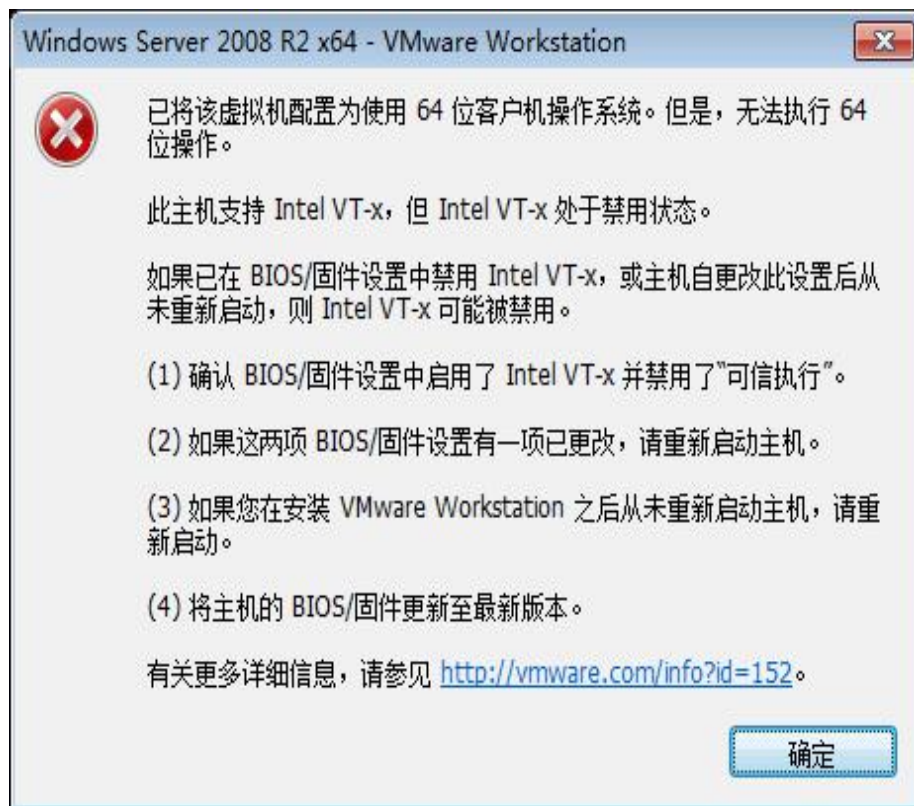 Windows Server 2008 R2 x64 - VMware Workstation
已将该虚拟机配置为使用 64 位客户机操作系统。但是，无法执行 64
位操作。
此主机支持 Intel VT-x，但 Intel VT-x 处于禁用状态。
如果已在 BIOS/固件设置中禁用 Intel VT-x，或主机自更改此设置后从
未重新启动，则 Intel VT-x 可能被禁用。
(1) 确认 BIOS/固件设置中启用了 Intel VT-x 并禁用了“可信执行”。
(2) 如果这两项 BIOS/固件设置有一项已更改，请重新启动主机。
(3) 如果您在安装 VMware Workstation 之后从未重新启动主机，请重
新启动。
(4) 将主机的 BIOS/固件更新至最新版本。
有关更多详细信息，请参见 http://vmware.com/info?id=152。
确定